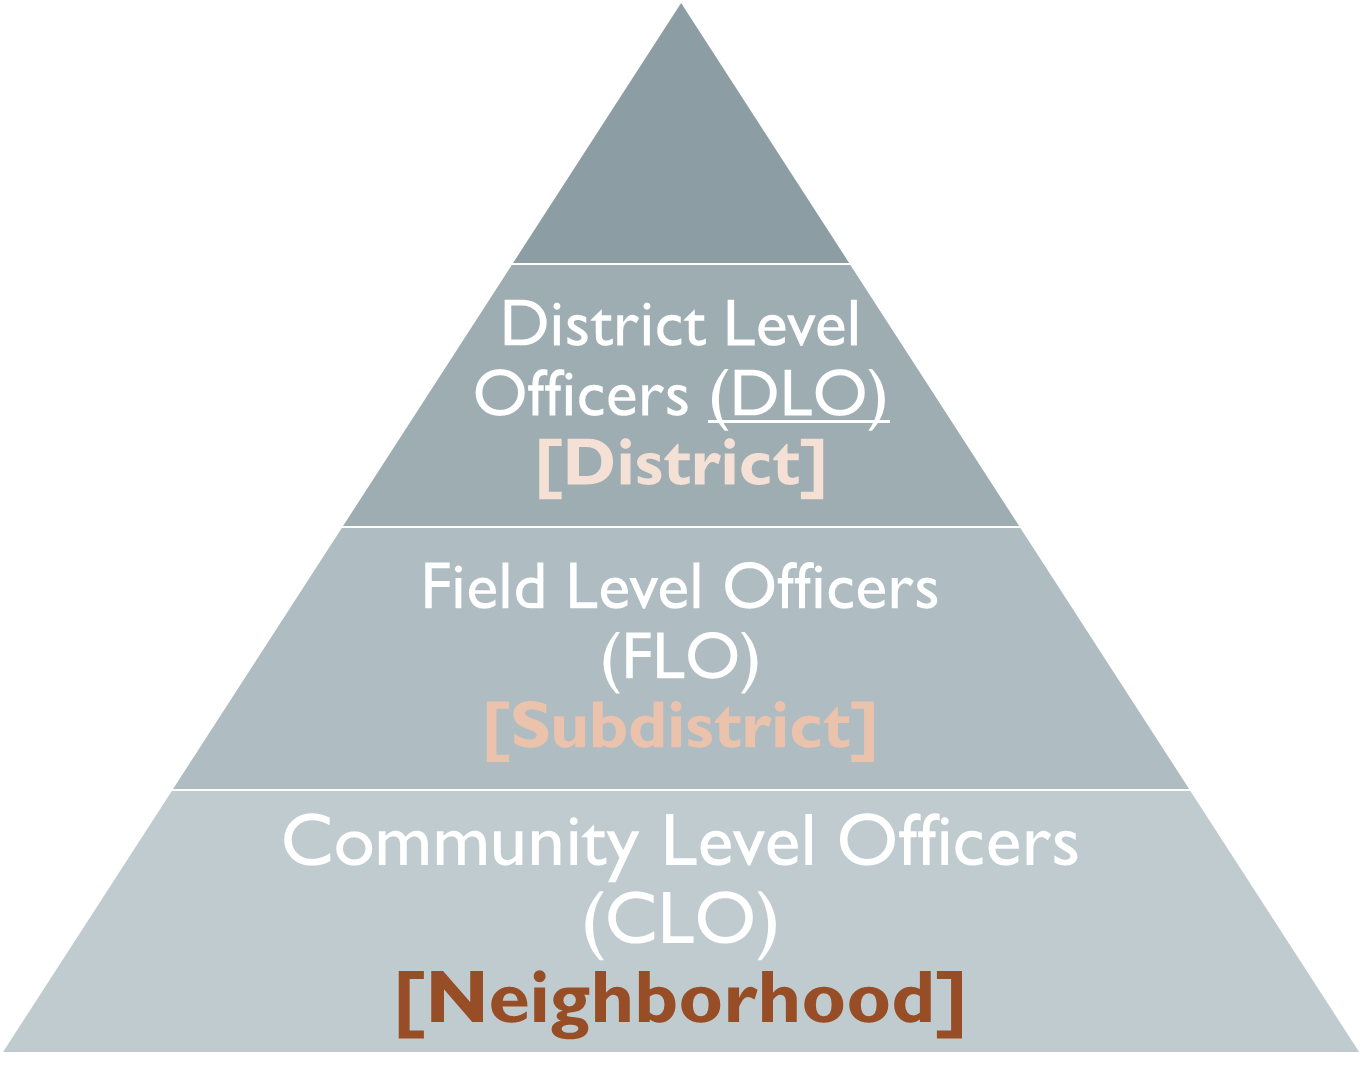 District Level
Officers (DLO)
[District]
Field Level Officers
(FLO)
[Subdistrict]
Community Level Officers
(CLO)
[Neighborhood]